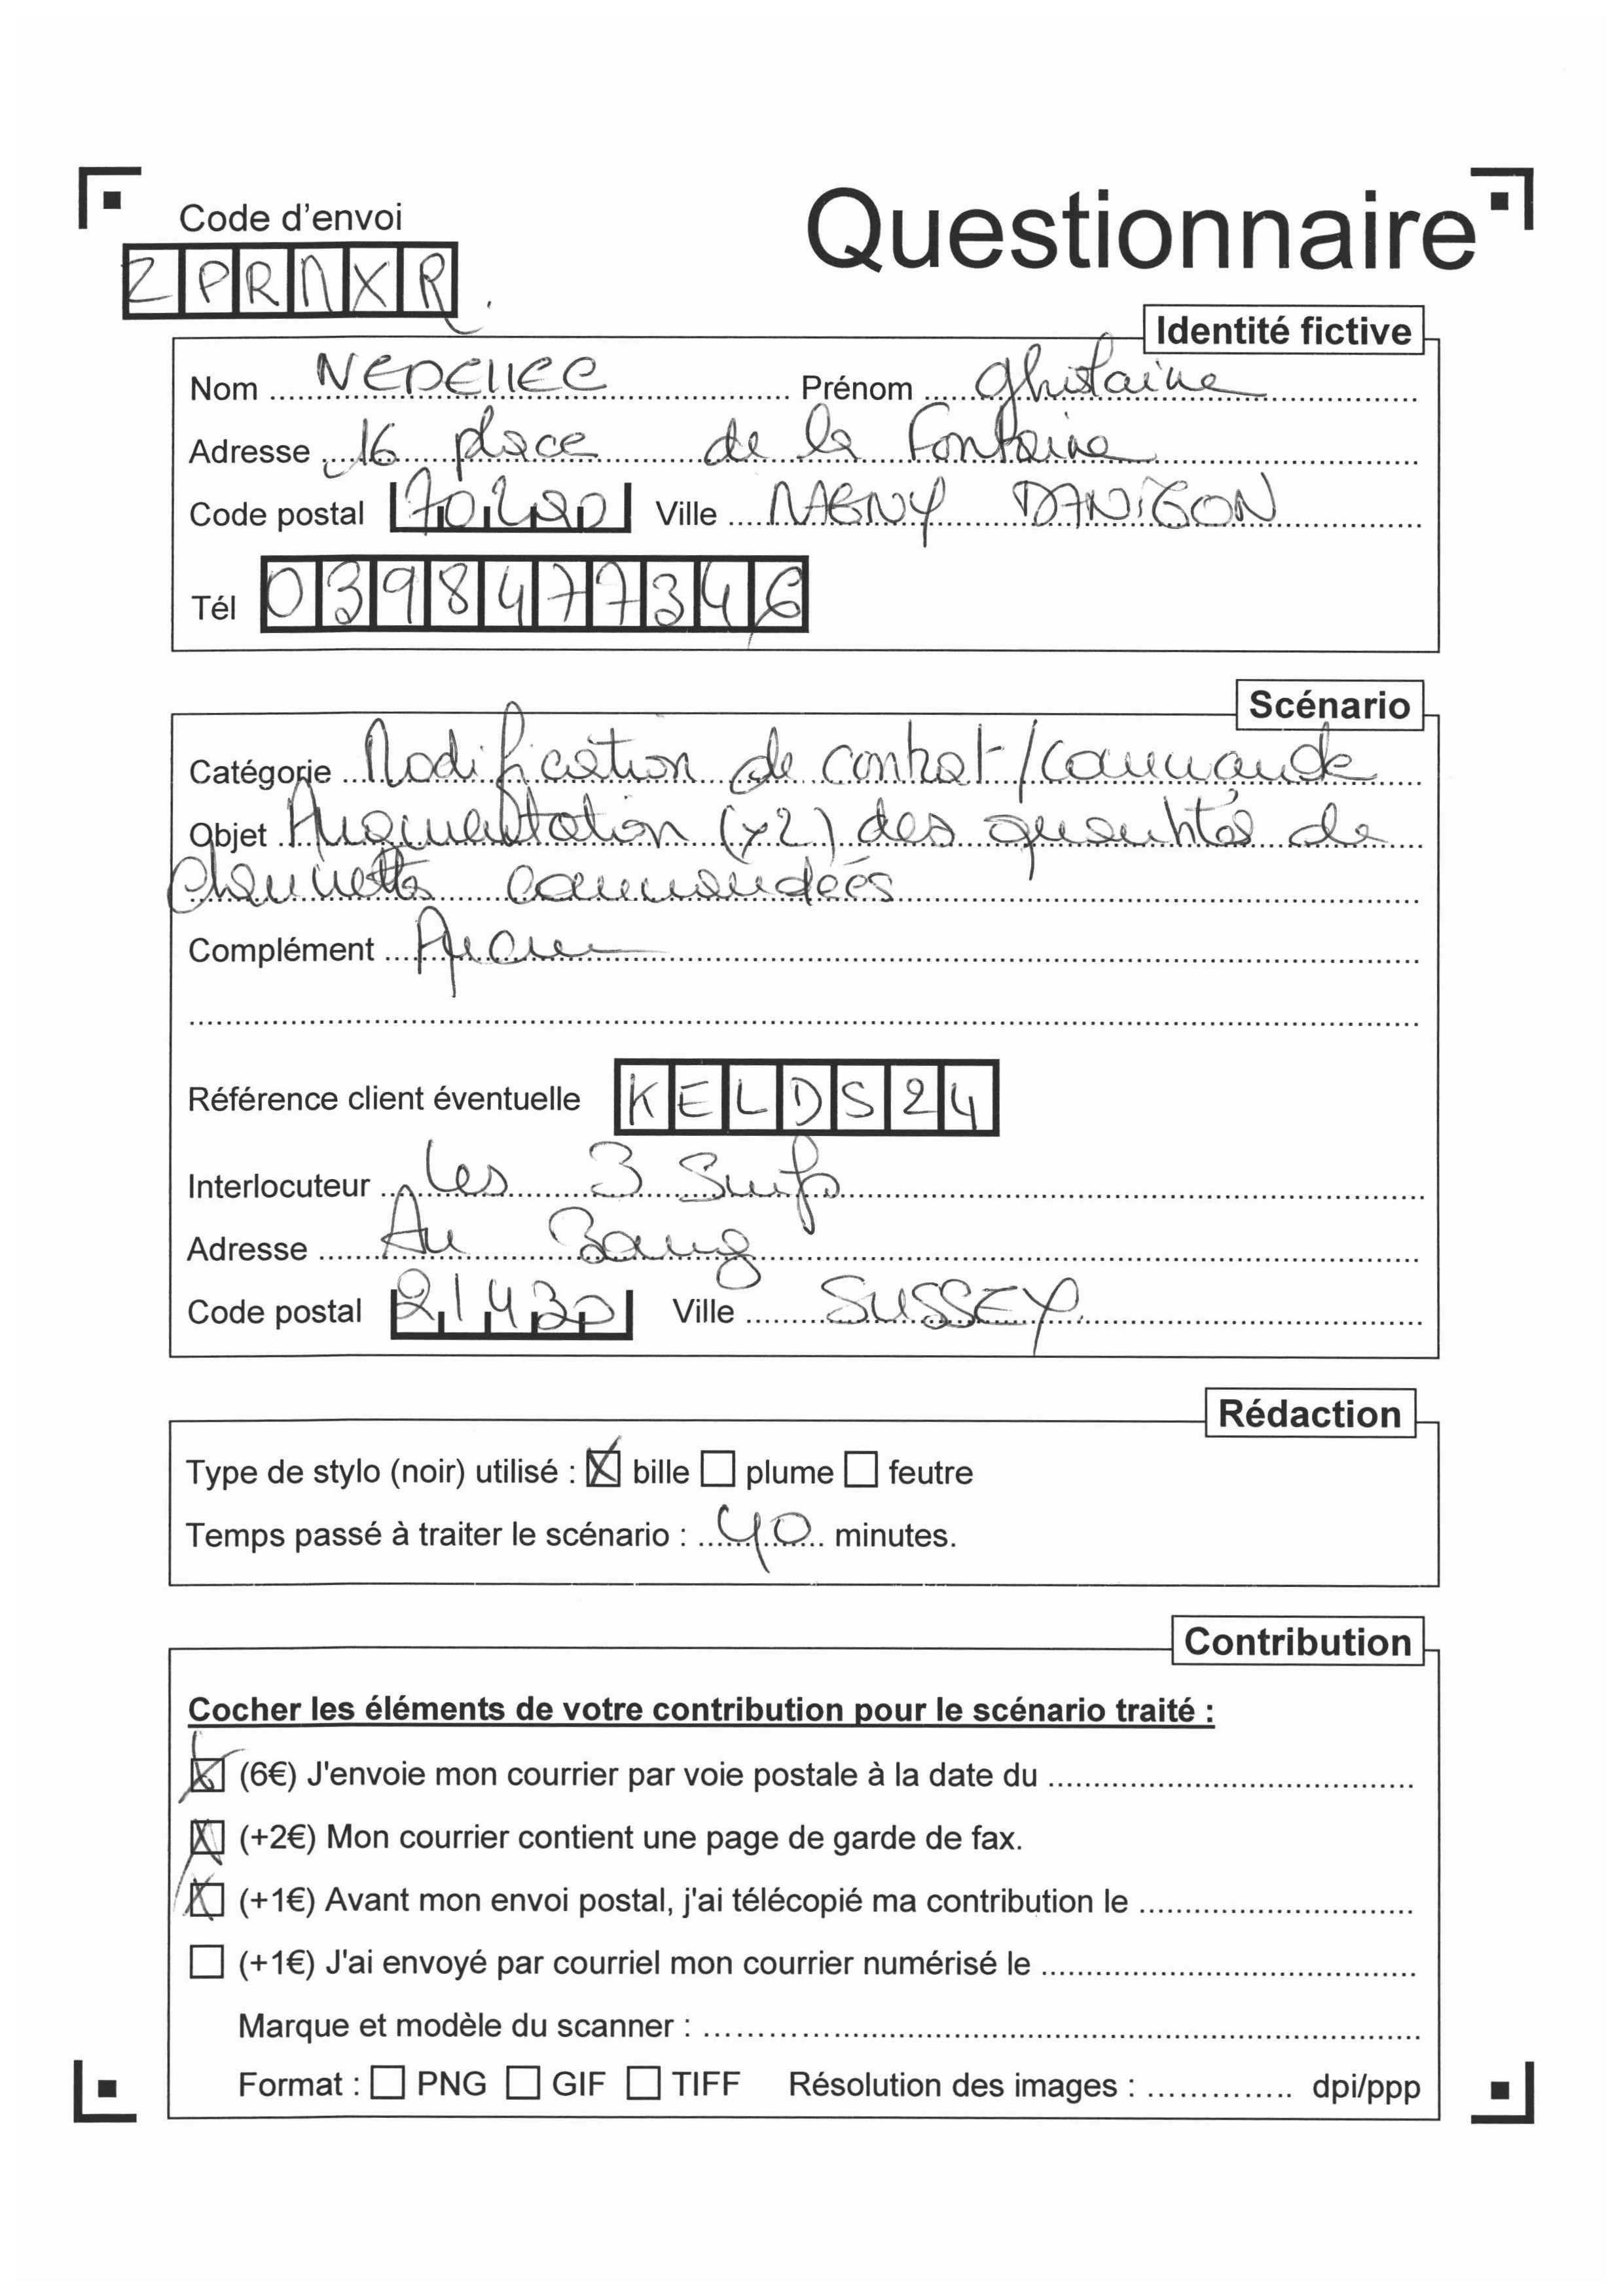 Code d'envoi
Questionnaire
ZPRMXR
Identité fictive
Nom NEDELLEC Prénom Ghislaine
Adresse 16 place de la Fontaine
Code postal 70200 Ville MAGNY DANIGON
Tél 0398477346
Scénario
Catégorie Modification de contrat / commande
Objet Augmentation (x2) des quantités de
chemisettes commandées
Complément Aucun
Référence client éventuelle KELDS24
Interlocuteur Les 3 Suifs
Adresse Au Bourg
Code postal 21430 Ville SUSSEY
Rédaction
Type de stylo (noir) utilisé : bille plume feutre
Temps passé à traiter le scénario : 40 minutes.
Contribution
Cocher les éléments de votre contribution pour le scénario traité :
(6€) J'envoie mon courrier par voie postale à la date du
(+2€) Mon courrier contient une page de garde de fax.
(+1€) Avant mon envoi postal, j'ai télécopié ma contribution le
(+1€) J'ai envoyé par courriel mon courrier numérisé le
Marque et modèle du scanner :
Format : PNG GIF TIFF Résolution des images : dpi/ppp